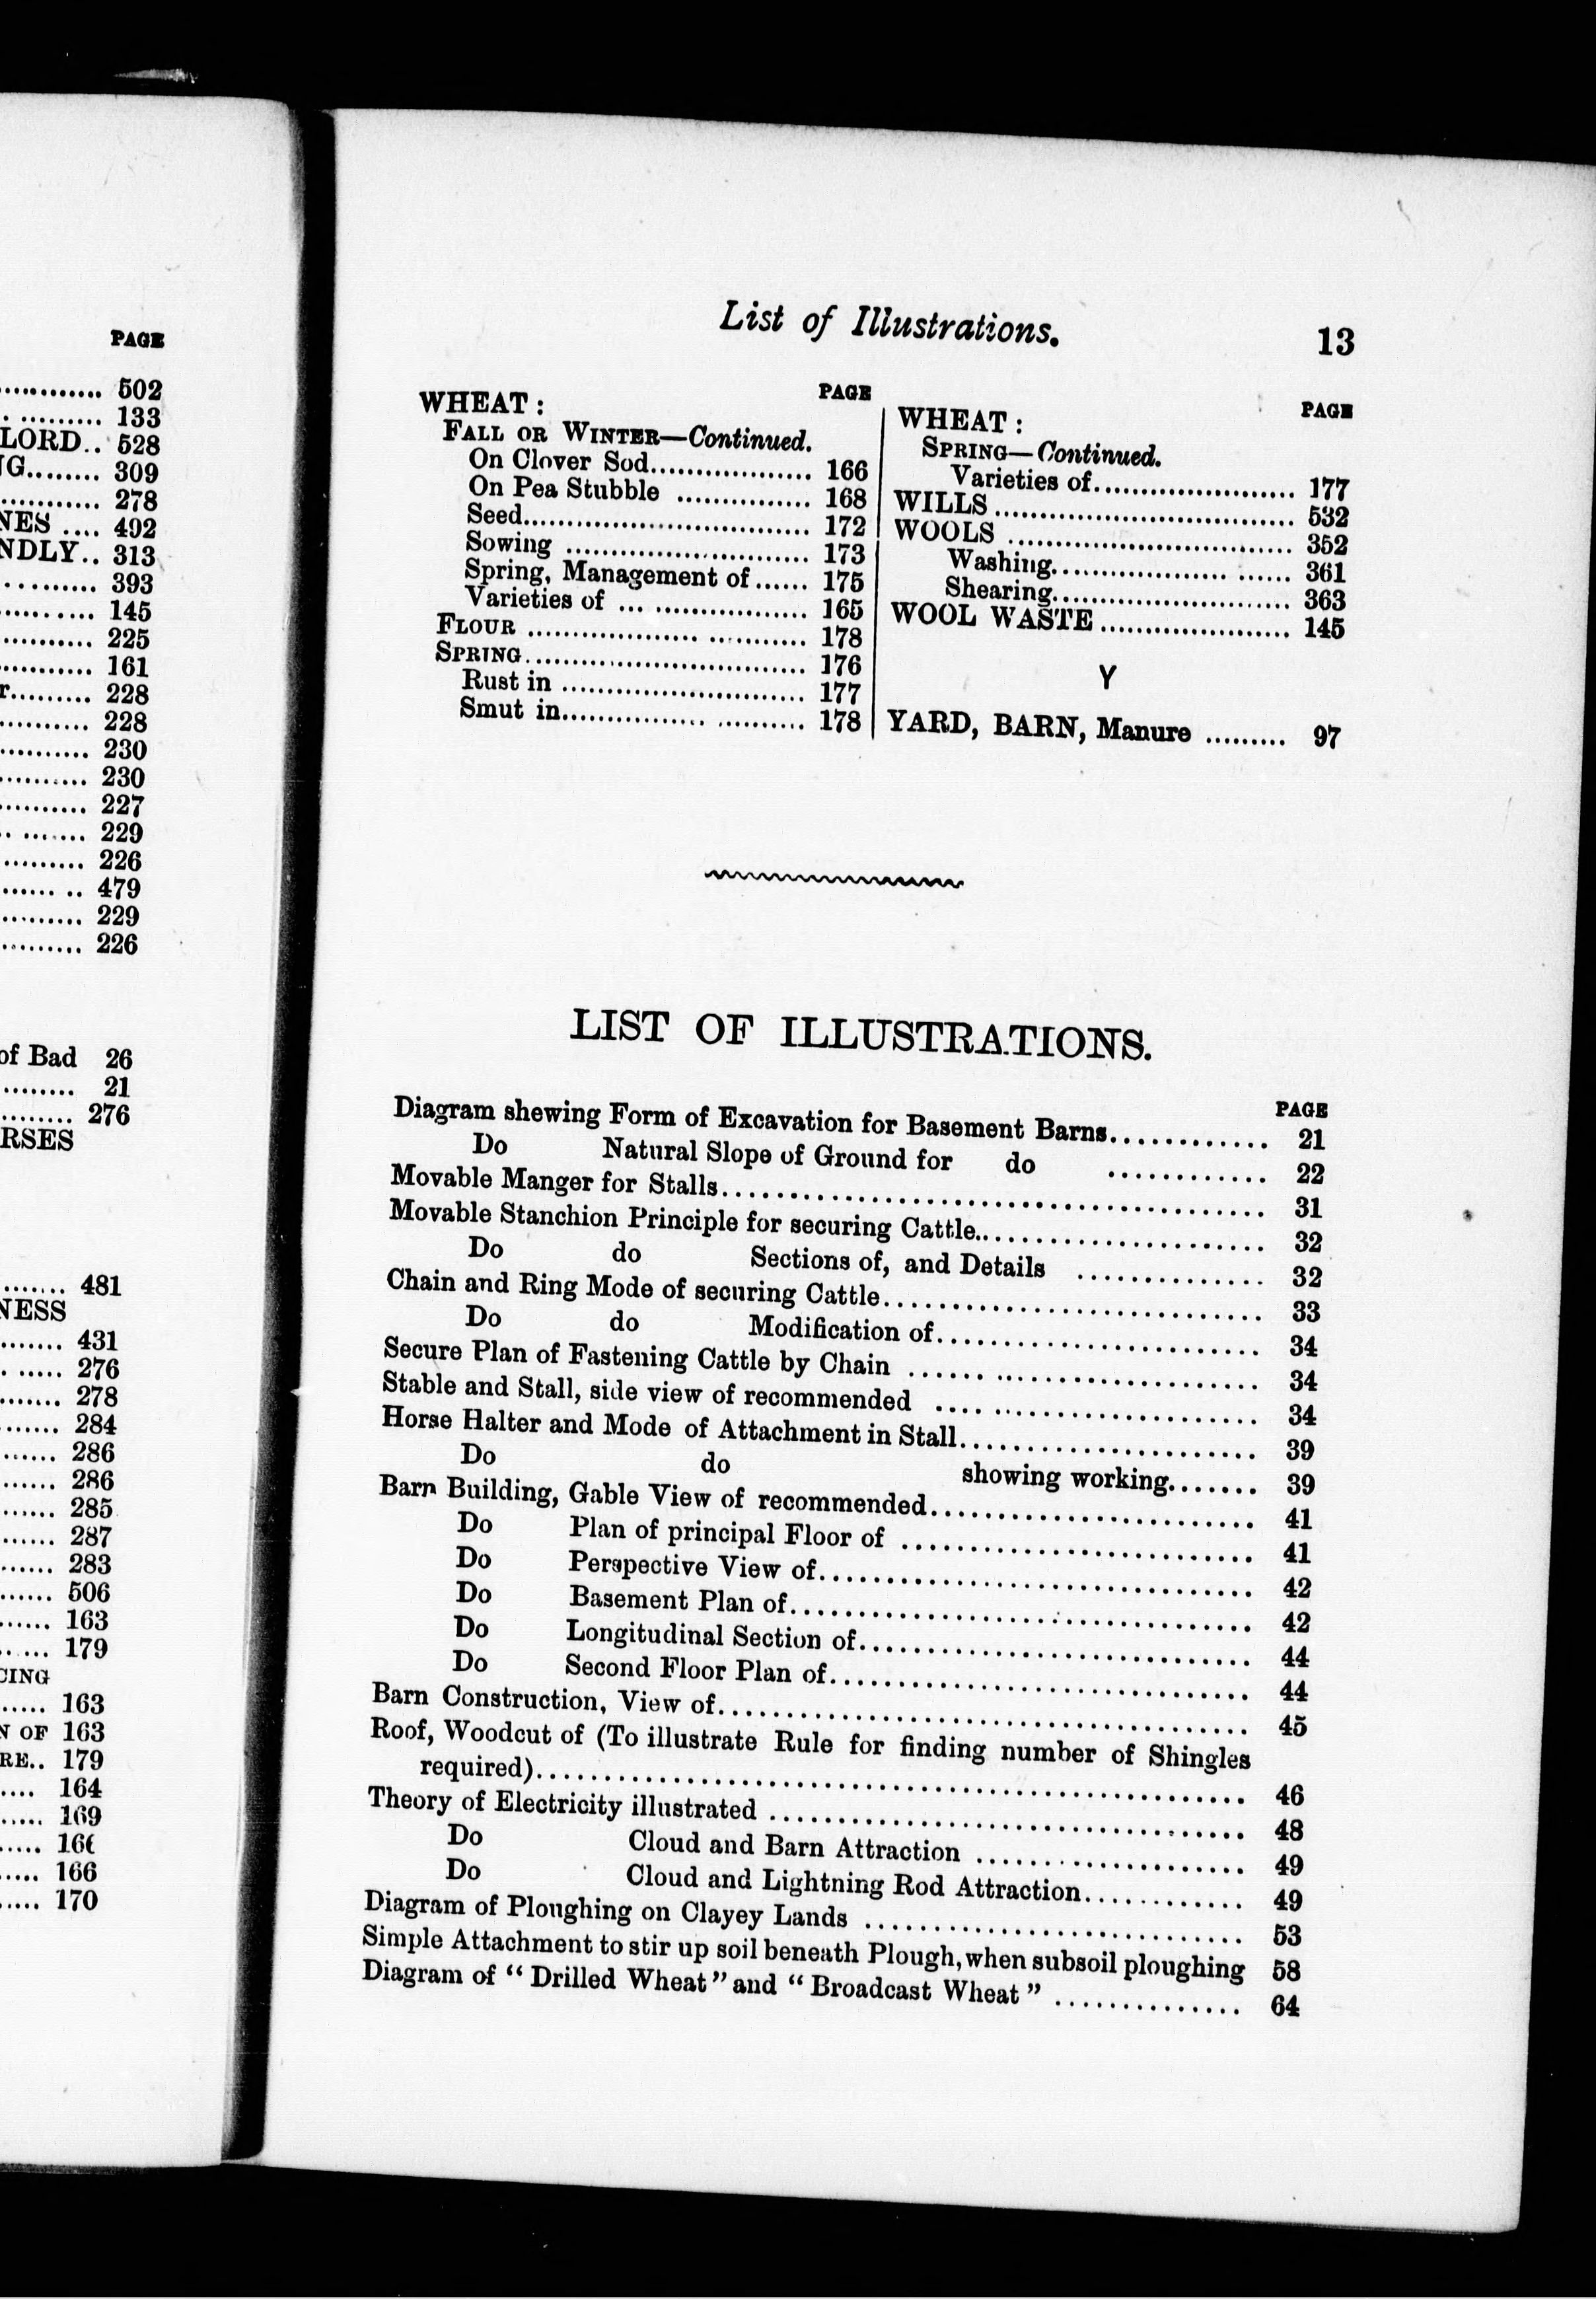 PAGE
............ 502
.. ......... 133
LORD.. 528
G........ 309
............ 278
NES .... 492
NDLY.. 313
.......... 393
.......... 145
............ 225
............ 161
r......... 228
........... 228
........... 230
........... 230
........... 227
.. ....... 229
.......... 226
....... .. 479
.......... 229
.......... 226
of Bad 26
......... 21
......... 276
RSES
....... 481
NESS
....... 431
. ..... 276
....... 278
....... 284
...... 286
...... 286
...... 285
...... 287
...... 283
...... 506
...... 163
...... 179
CING
..... 163
N OF 163
RE.. 179
.... 164
..... 169
..... 166
..... 166
.... 170
List of Illustrations. 13
PAGE
WHEAT:
FALL OR WINTER—Continued.
On Clover Sod.................. 166
On Pea Stubble ............... 168
Seed................................ 172
Sowing ........................... 173
Spring, Management of ...... 175
Varieties of ... ................. 165
FLOUR .................... ........... 178
SPRING................................ 176
Rust in ........................... 177
Smut in................ .......... 178
PAGE
WHEAT:
SPRING—Continued.
Varieties of...................... 177
WILLS ................................. 532
WOOLS ............................... 352
Washing.................... ...... 361
Shearing.......................... 363
WOOL WASTE ..................... 145
Y
YARD, BARN, Manure ......... 97
LIST OF ILLUSTRATIONS.
PAGE
Diagram shewing Form of Excavation for Basement Barns............ 21
Do Natural Slope of Ground for do ............ 22
Movable Manger for Stalls........................................ 31
Movable Stanchion Principle for securing Cattle...................... 32
Do do Sections of, and Details .............. 32
Chain and Ring Mode of securing Cattle............................ 33
Do do Modification of........................ 34
Secure Plan of Fastening Cattle by Chain .......................... 34
Stable and Stall, side view of recommended ........................ 34
Horse Halter and Mode of Attachment in Stall...................... 39
Do do showing working....... 39
Barn Building, Gable View of recommended........................ 41
Do Plan of principal Floor of .......................... 41
Do Perspective View of................................ 42
Do Basement Plan of.................................. 42
Do Longitudinal Section of............................. 44
Do Second Floor Plan of............................... 44
Barn Construction, View of....................................... 45
Roof, Woodcut of (To illustrate Rule for finding number of Shingles
required).................................................... 46
Theory of Electricity illustrated ................................... 48
Do Cloud and Barn Attraction .................... 49
Do Cloud and Lightning Rod Attraction............ 49
Diagram of Ploughing on Clayey Lands ............................ 53
Simple Attachment to stir up soil beneath Plough, when subsoil ploughing 58
Diagram of “Drilled Wheat” and “Broadcast Wheat” .............. 64